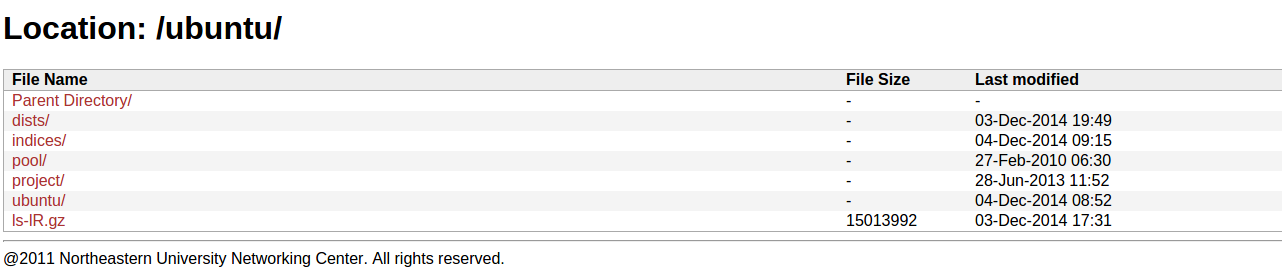 Location: /ubuntu/
File Name File Size Last modified
Parent Directory/ - -
dists/ - 03-Dec-2014 19:49
indices/ - 04-Dec-2014 09:15
pool/ - 27-Feb-2010 06:30
project/ - 28-Jun-2013 11:52
ubuntu/ - 04-Dec-2014 08:52
ls-lR.gz 15013992 03-Dec-2014 17:31
@2011 Northeastern University Networking Center. All rights reserved.